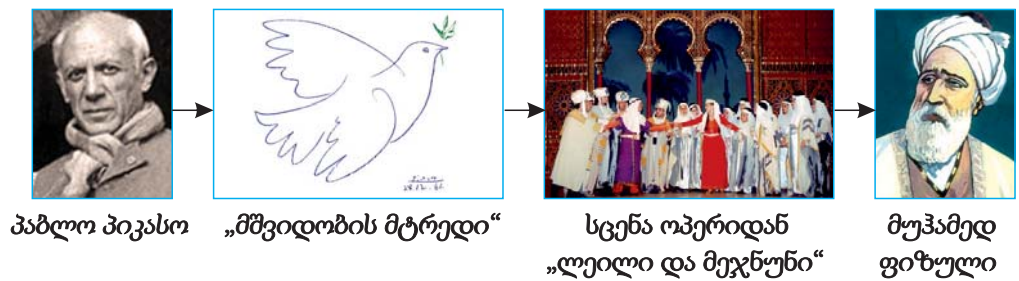 პაბლო პიკასო
„მშვიდობის მტრედი“
სცენა ოპერიდან
„ლეილი და მეჯნუნი“
მუჰამედ
ფიზული